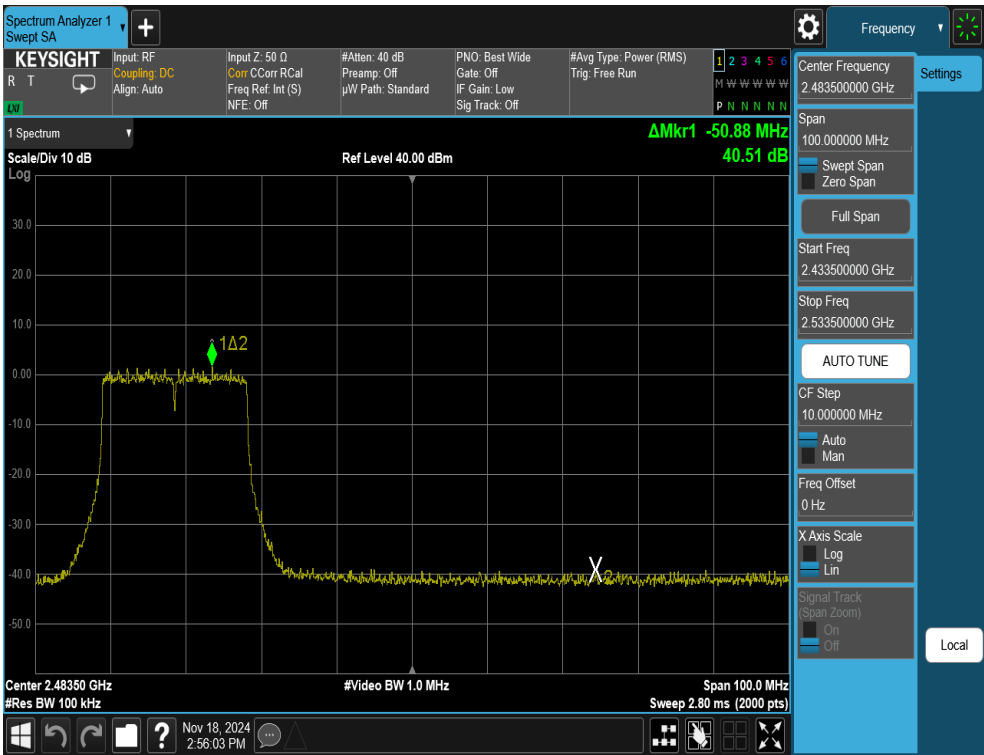 Spectrum Analyzer 1
Swept SA
+
Frequency
KEYSIGHT
R T
LXI
Input: RF
Coupling: DC
Align: Auto
Input Z: 50 Ω
Corr CCorr RCal
Freq Ref: Int (S)
NFE: Off
#Atten: 40 dB
Preamp: Off
µW Path: Standard
PNO: Best Wide
Gate: Off
IF Gain: Low
Sig Track: Off
#Avg Type: Power (RMS)
Trig: Free Run
1 2 3 4 5 6
M W W W W W
P N N N N N
1 Spectrum
ΔMkr1 -50.88 MHz
40.51 dB
Scale/Div 10 dB
Ref Level 40.00 dBm
Log
30.0
20.0
10.0
0.00
-10.0
-20.0
-30.0
-40.0
-50.0
1Δ2
X2
Center 2.48350 GHz
#Video BW 1.0 MHz
Span 100.0 MHz
#Res BW 100 kHz
Sweep 2.80 ms (2000 pts)
Nov 18, 2024
2:56:03 PM
?
Center Frequency
2.483500000 GHz
Settings
Span
100.000000 MHz
Swept Span
Zero Span
Full Span
Start Freq
2.433500000 GHz
Stop Freq
2.533500000 GHz
AUTO TUNE
CF Step
10.000000 MHz
Auto
Man
Freq Offset
0 Hz
X Axis Scale
Log
Lin
Signal Track
(Span Zoom)
On
Off
Local